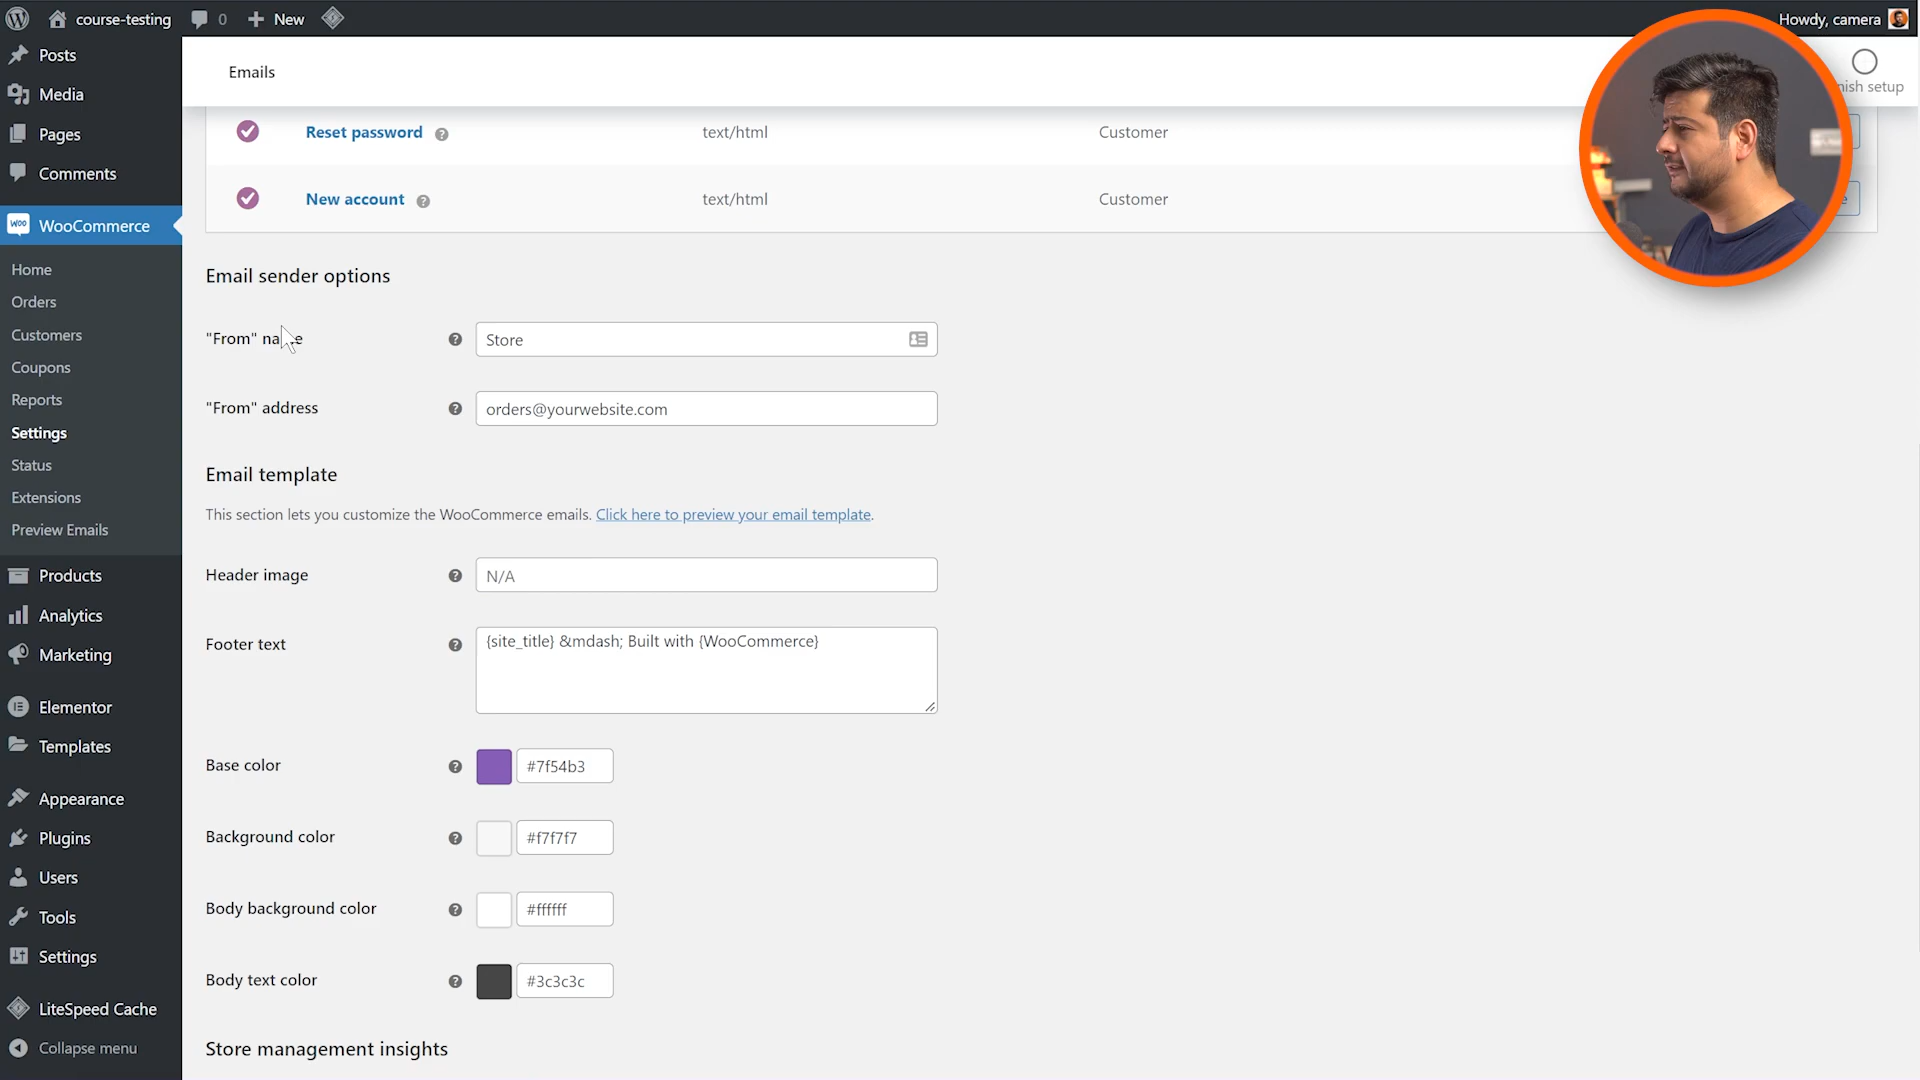 course-testing
0
New
Howdy, camera
Posts
Media
Pages
Comments
WOO
WooCommerce
Home
Orders
Customers
Coupons
Reports
Settings
Status
Extensions
Preview Emails
Products
Analytics
Marketing
Elementor
Templates
Appearance
Plugins
Users
Tools
Settings
LiteSpeed Cache
Collapse menu
Emails
Reset password text/html Customer
New account text/html Customer
Email sender options
"From" name Store
"From" address orders@yourwebsite.com
Email template
This section lets you customize the WooCommerce emails. Click here to preview your email template.
Header image N/A
Footer text {site_title} &mdash; Built with {WooCommerce}
Base color #7f54b3
Background color #f7f7f7
Body background color #ffffff
Body text color #3c3c3c
Store management insights
setup